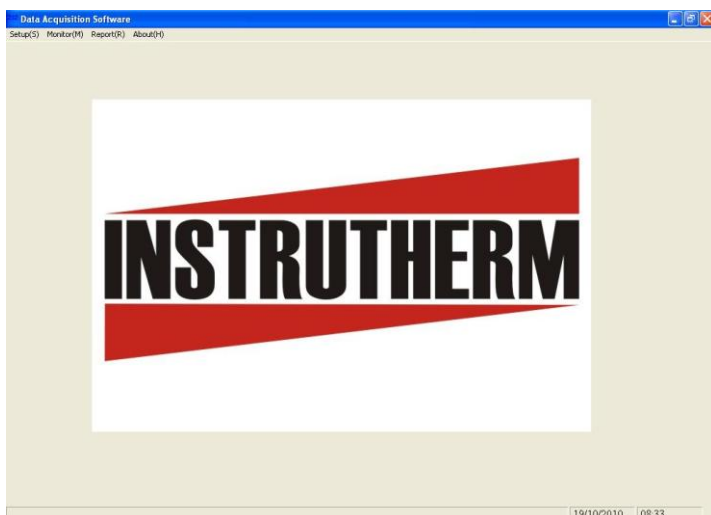 Data Acquisition Software
Setup(S) Monitor(M) Report(R) About(H)
INSTRUTHERM
19/10/2010 08:33